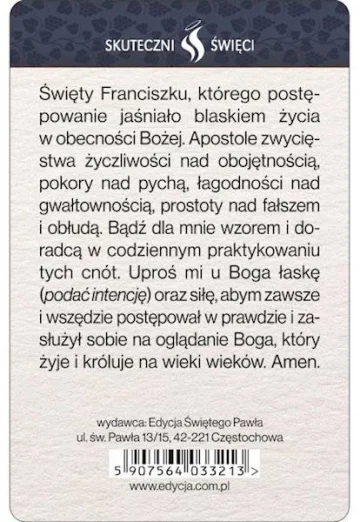 SKUTECZNI ŚWIĘCI
Święty Franciszku, którego postę-
powanie jaśniało blaskiem życia
w obecności Bożej. Apostole zwycię-
stwa życzliwości nad obojętnością,
pokory nad pychą, łagodności nad
gwałtownością, prostoty nad fałszem
i obłudą. Bądź dla mnie wzorem i do-
radcą w codziennym praktykowaniu
tych cnót. Uproś mi u Boga łaskę
(podać intencję) oraz siłę, abym zawsze
i wszędzie postępował w prawdzie i za-
służył sobie na oglądanie Boga, który
żyje i króluje na wieki wieków. Amen.
wydawca: Edycja Świętego Pawła
ul. św. Pawła 13/15, 42-221 Częstochowa
5 907564 033213 >
www.edycja.com.pl